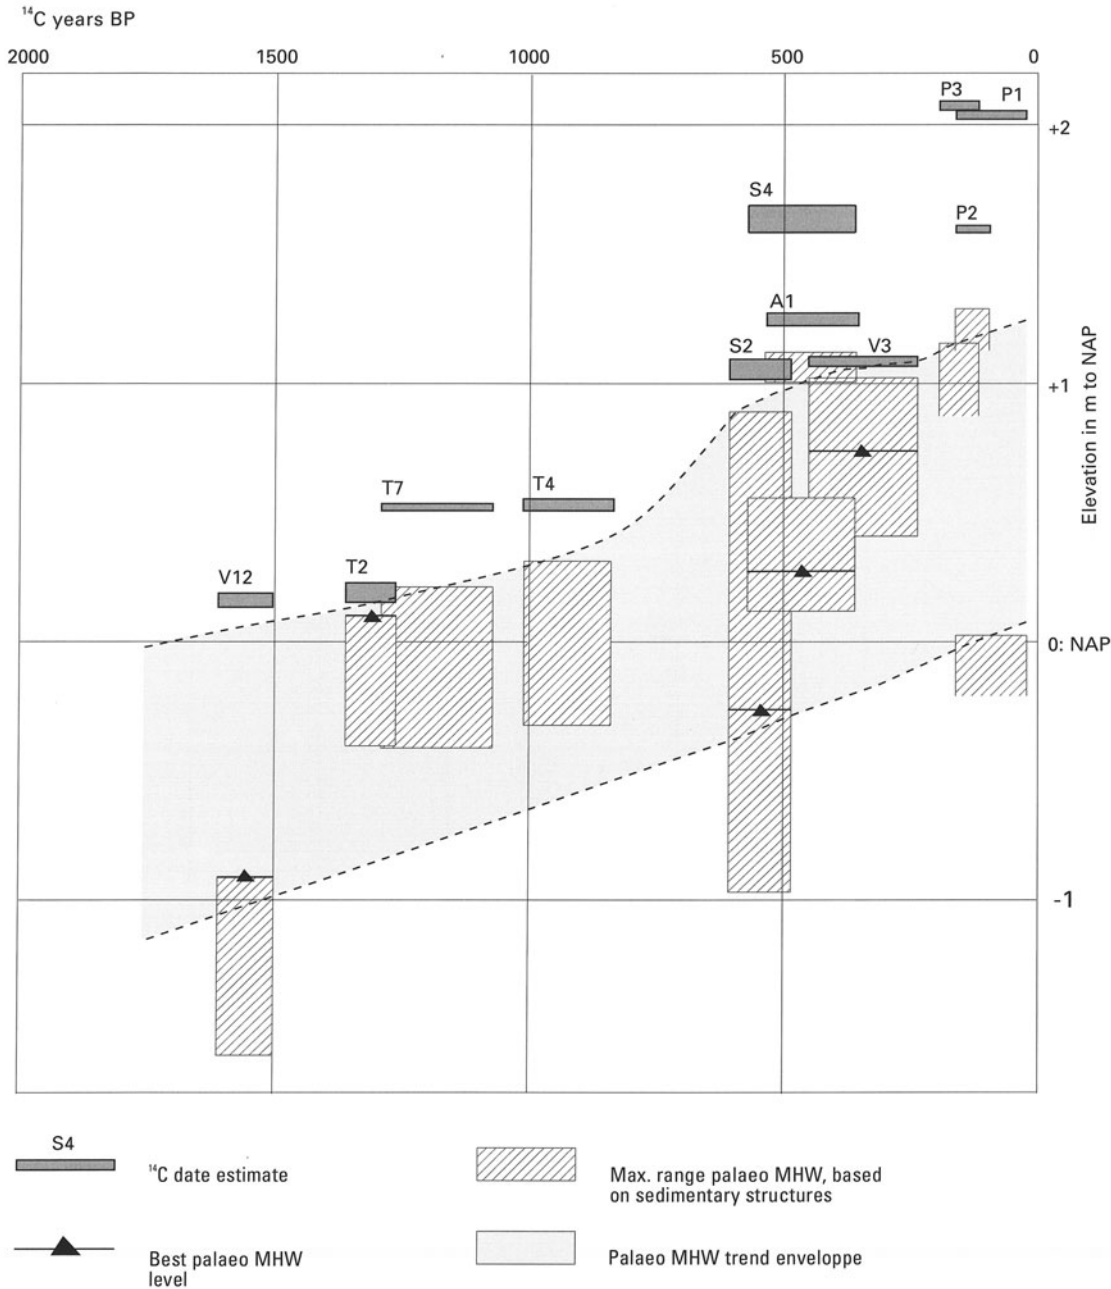 ¹⁴C years BP
2000 1500 1000 500 0
P3 P1
+2
S4
P2
A1
S2 V3
+1
Elevation in m to NAP
T7 T4
V12 T2
0: NAP
-1
S4
¹⁴C date estimate
Max. range palaeo MHW, based
on sedimentary structures
Best palaeo MHW
level
Palaeo MHW trend enveloppe